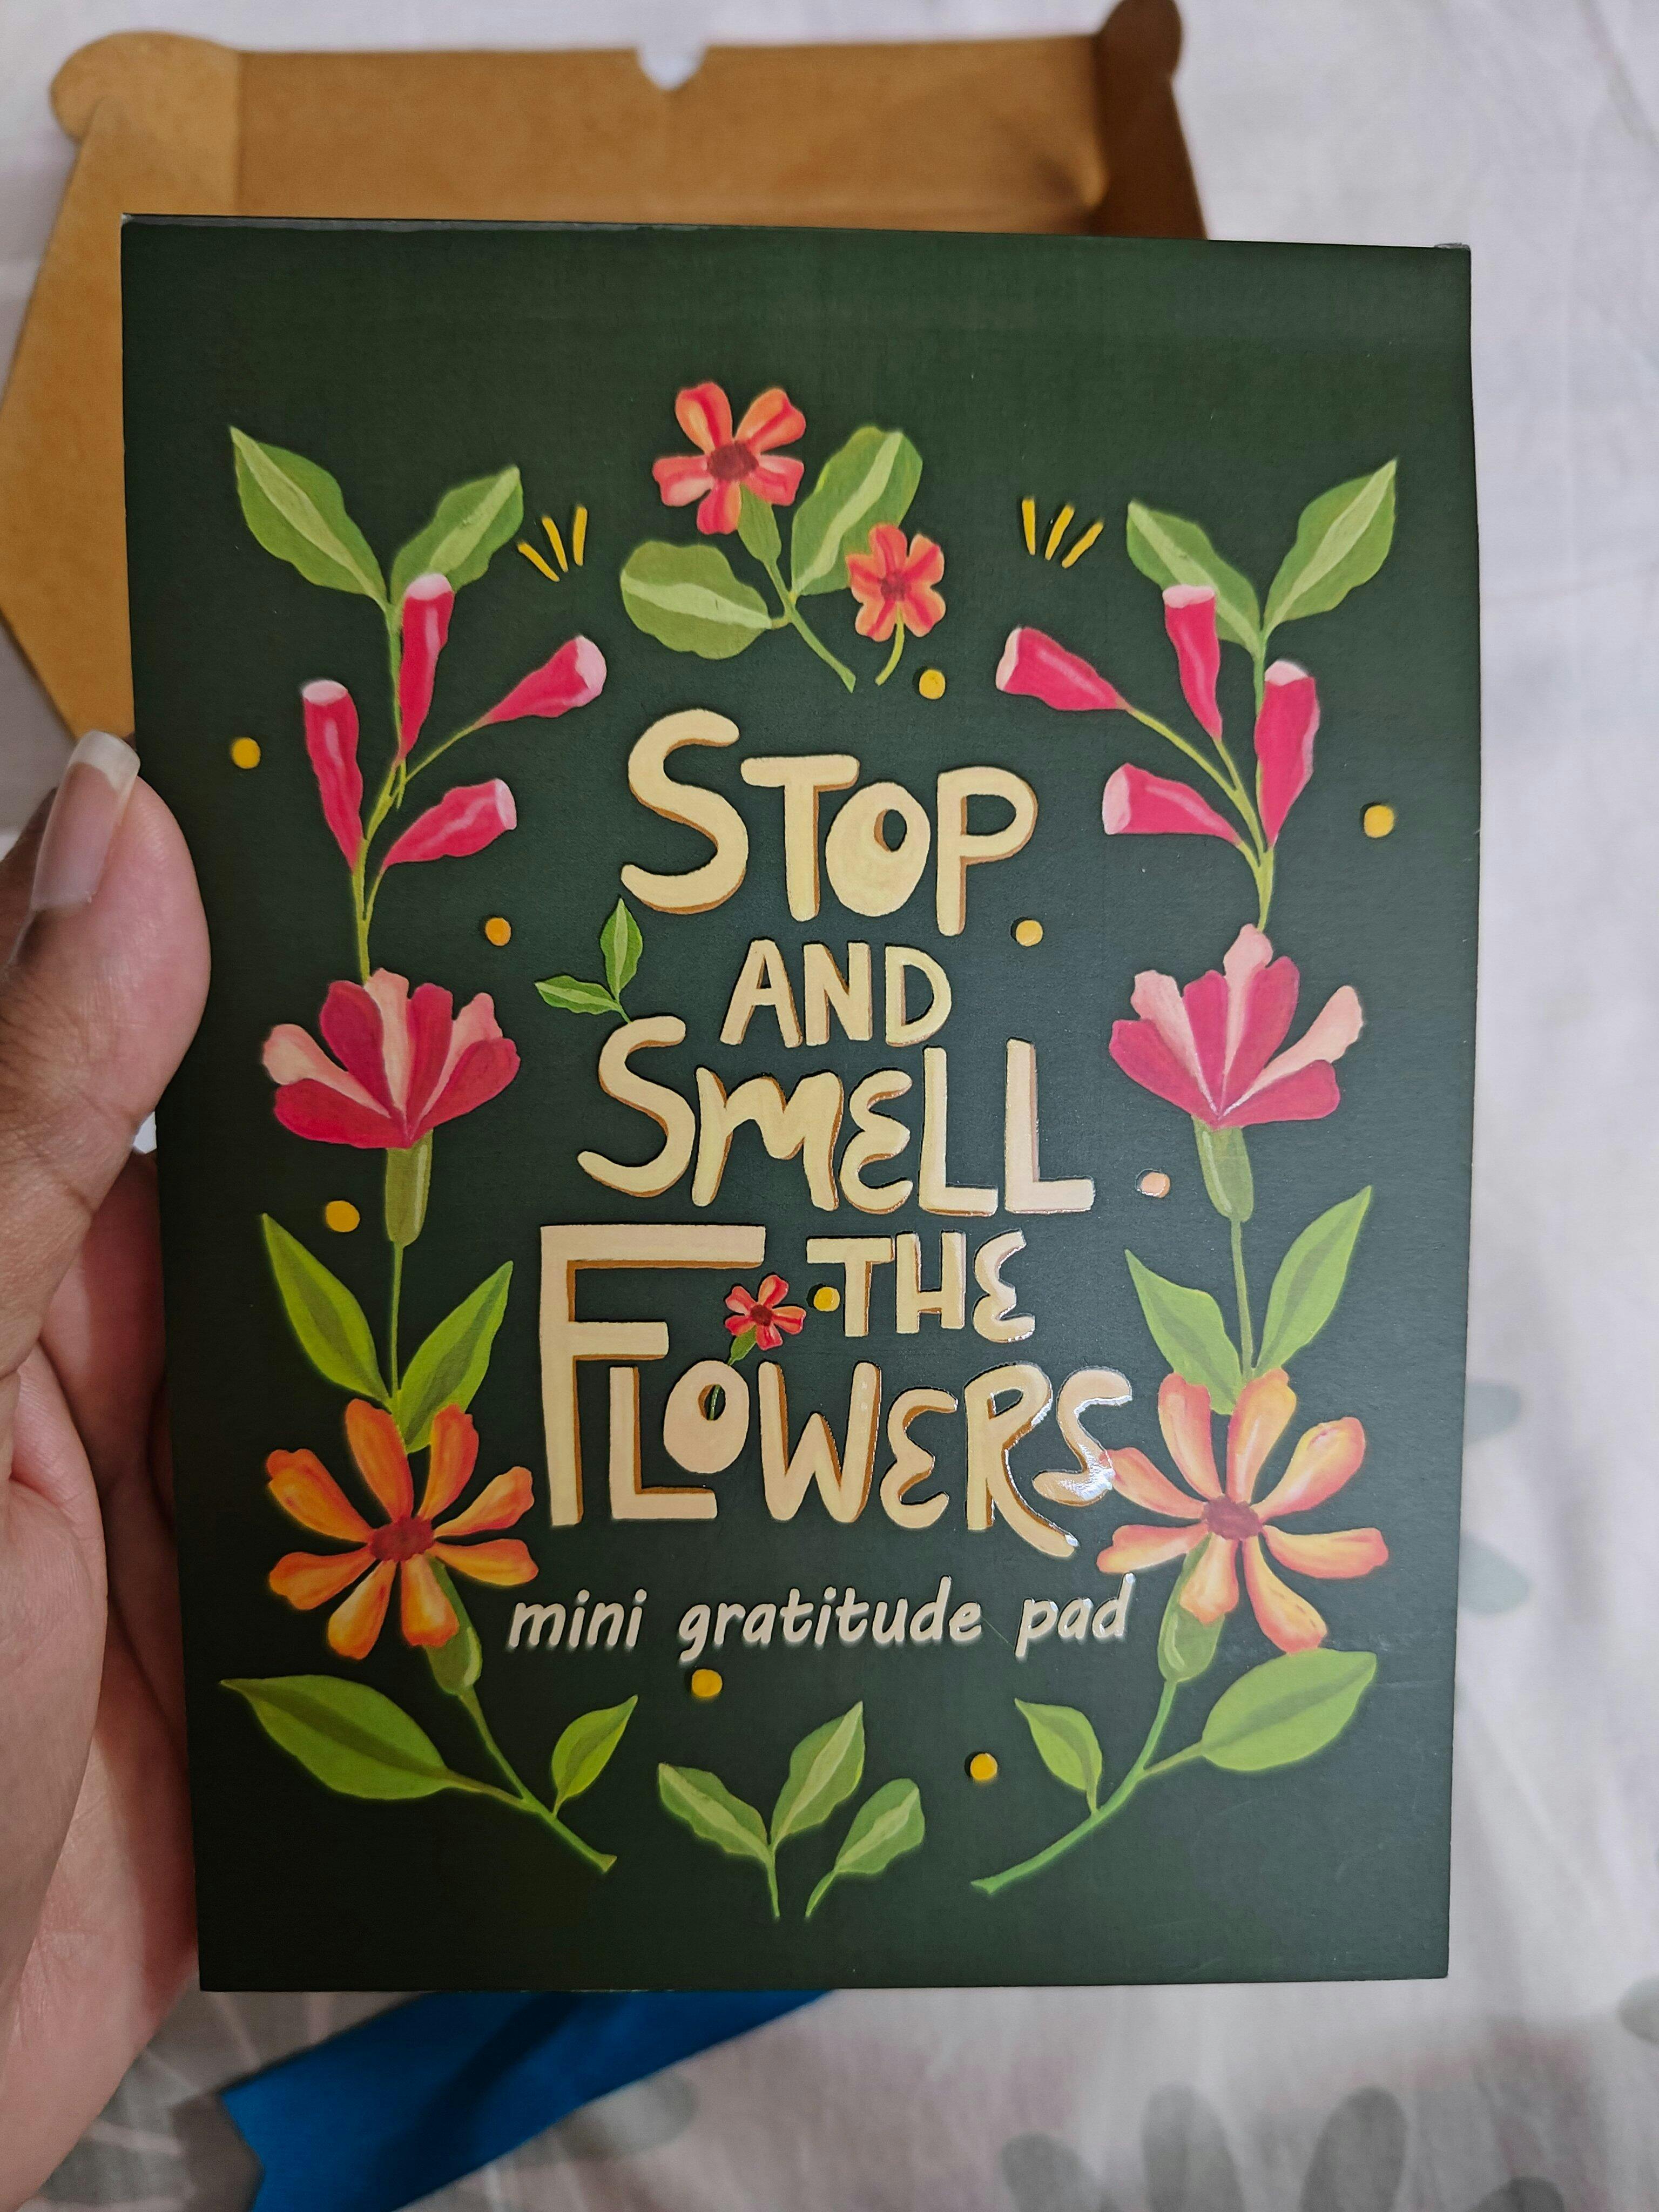 STOP
AND
SMELL
THE
FLOWERS
mini gratitude pad